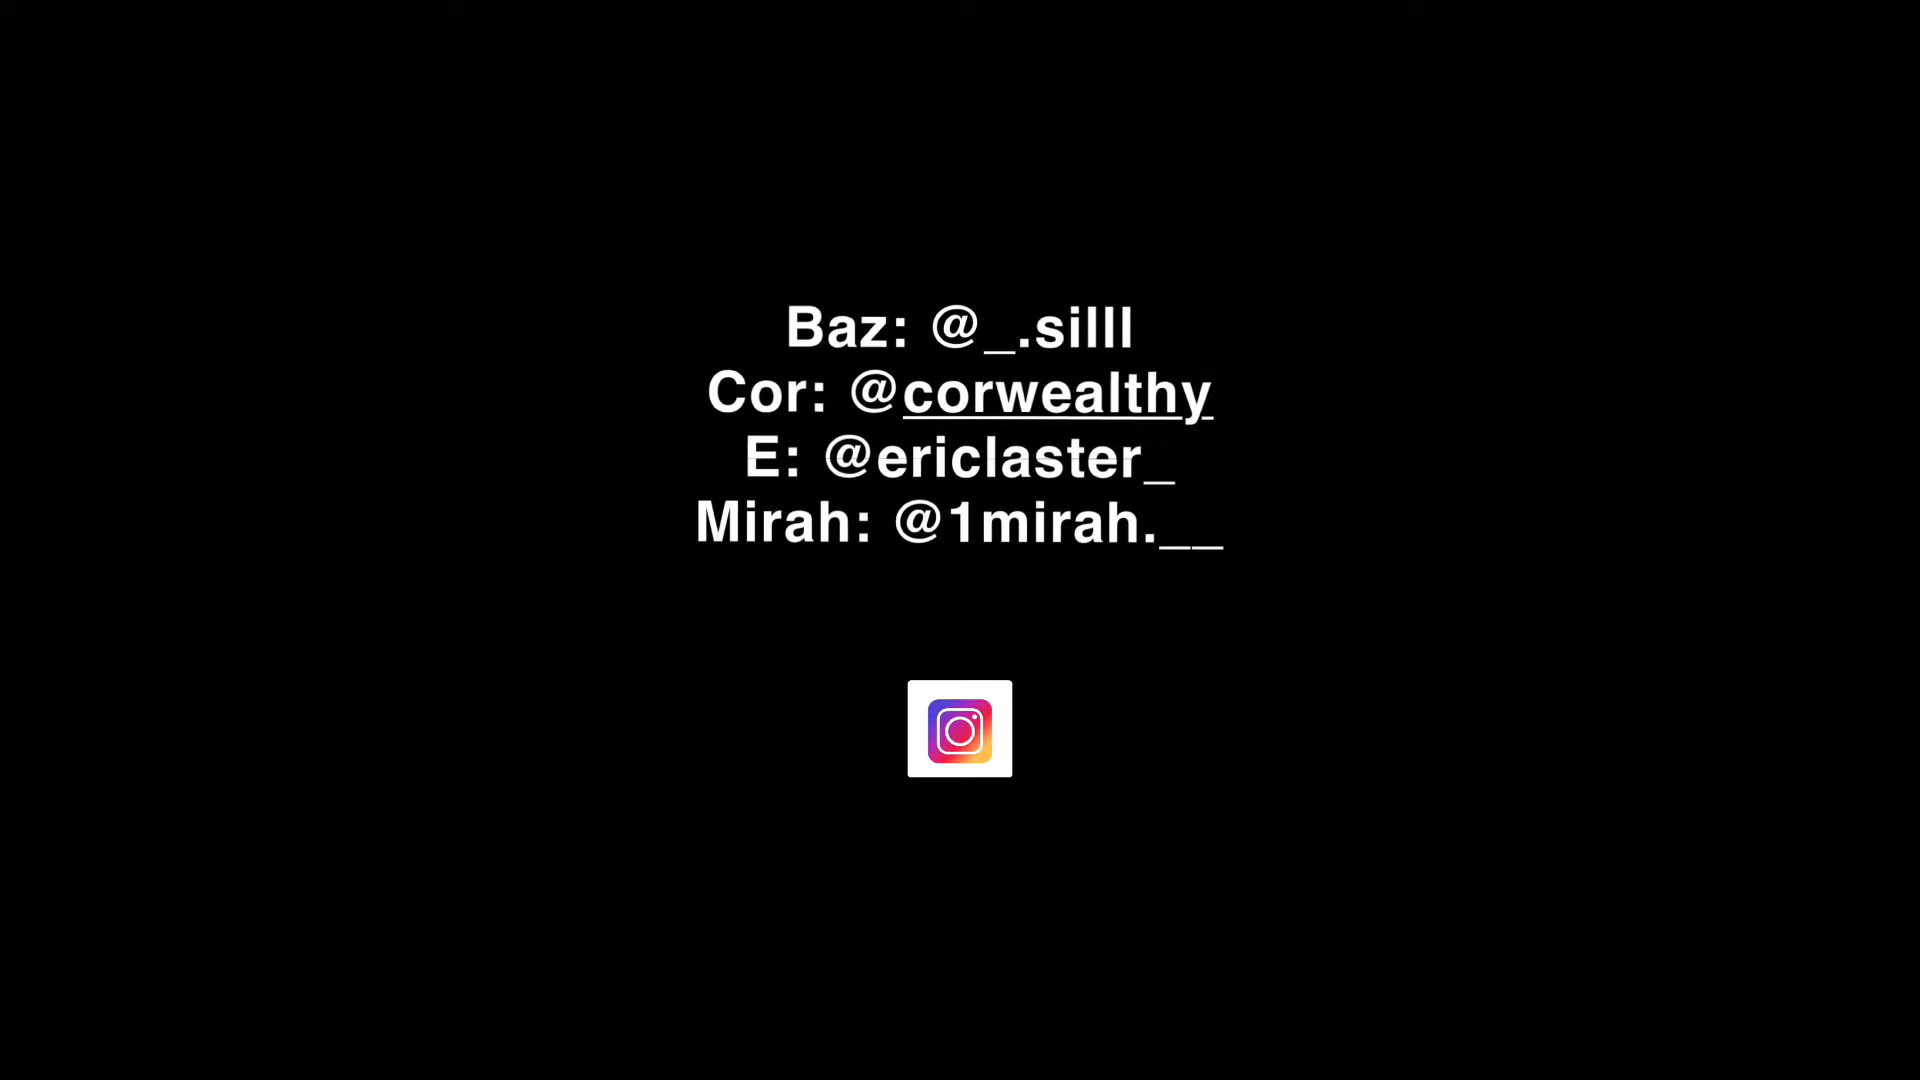 Baz: @_.silll
Cor: @corwealthy
E: @ericlaster_
Mirah: @1mirah.__